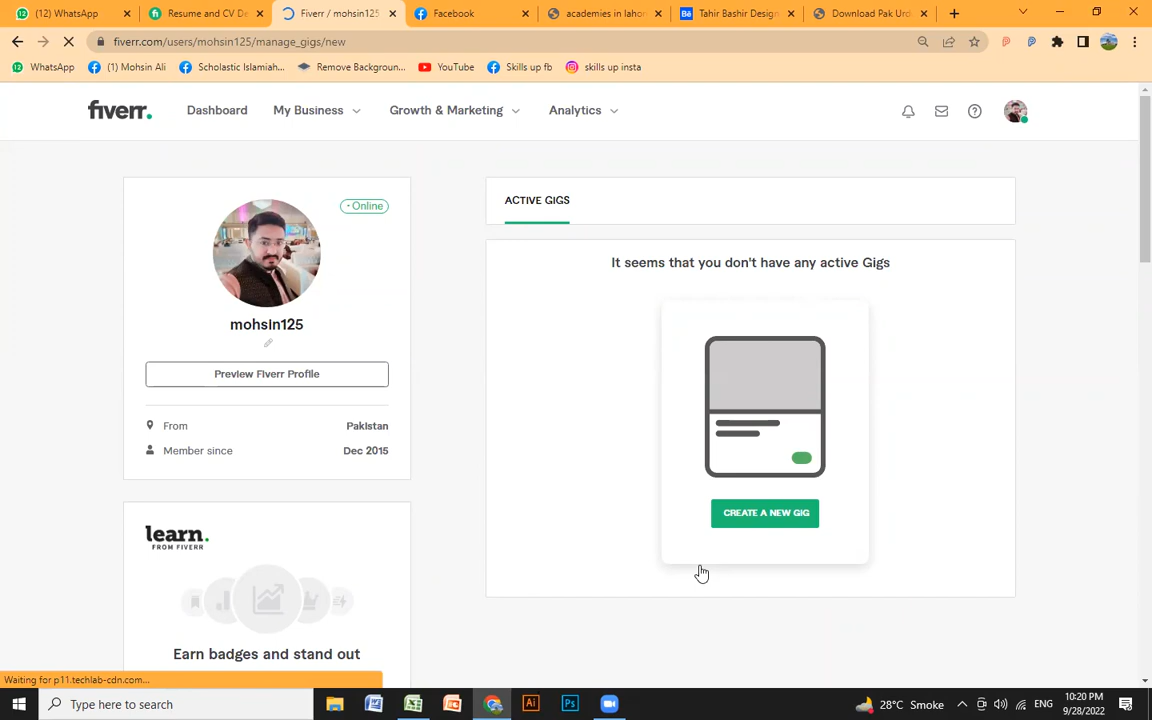 (12) WhatsApp
Resume and CV De
Fiverr / mohsin125
Facebook
academies in lahor
Bē Tahir Bashir Design
Download Pak Urd
fiverr.com/users/mohsin125/manage_gigs/new
WhatsApp
(1) Mohsin Ali
Scholastic Islamiah...
Remove Backgroun...
YouTube
Skills up fb
skills up insta
fiverr.
Dashboard
My Business
Growth & Marketing
Analytics
Online
mohsin125
Preview Fiverr Profile
From Pakistan
Member since Dec 2015
learn.
FROM FIVERR
Earn badges and stand out
ACTIVE GIGS
It seems that you don't have any active Gigs
CREATE A NEW GIG
Waiting for p11.techlab-cdn.com...
Type here to search
Ai
Ps
28°C Smoke
ENG
10:20 PM
9/28/2022